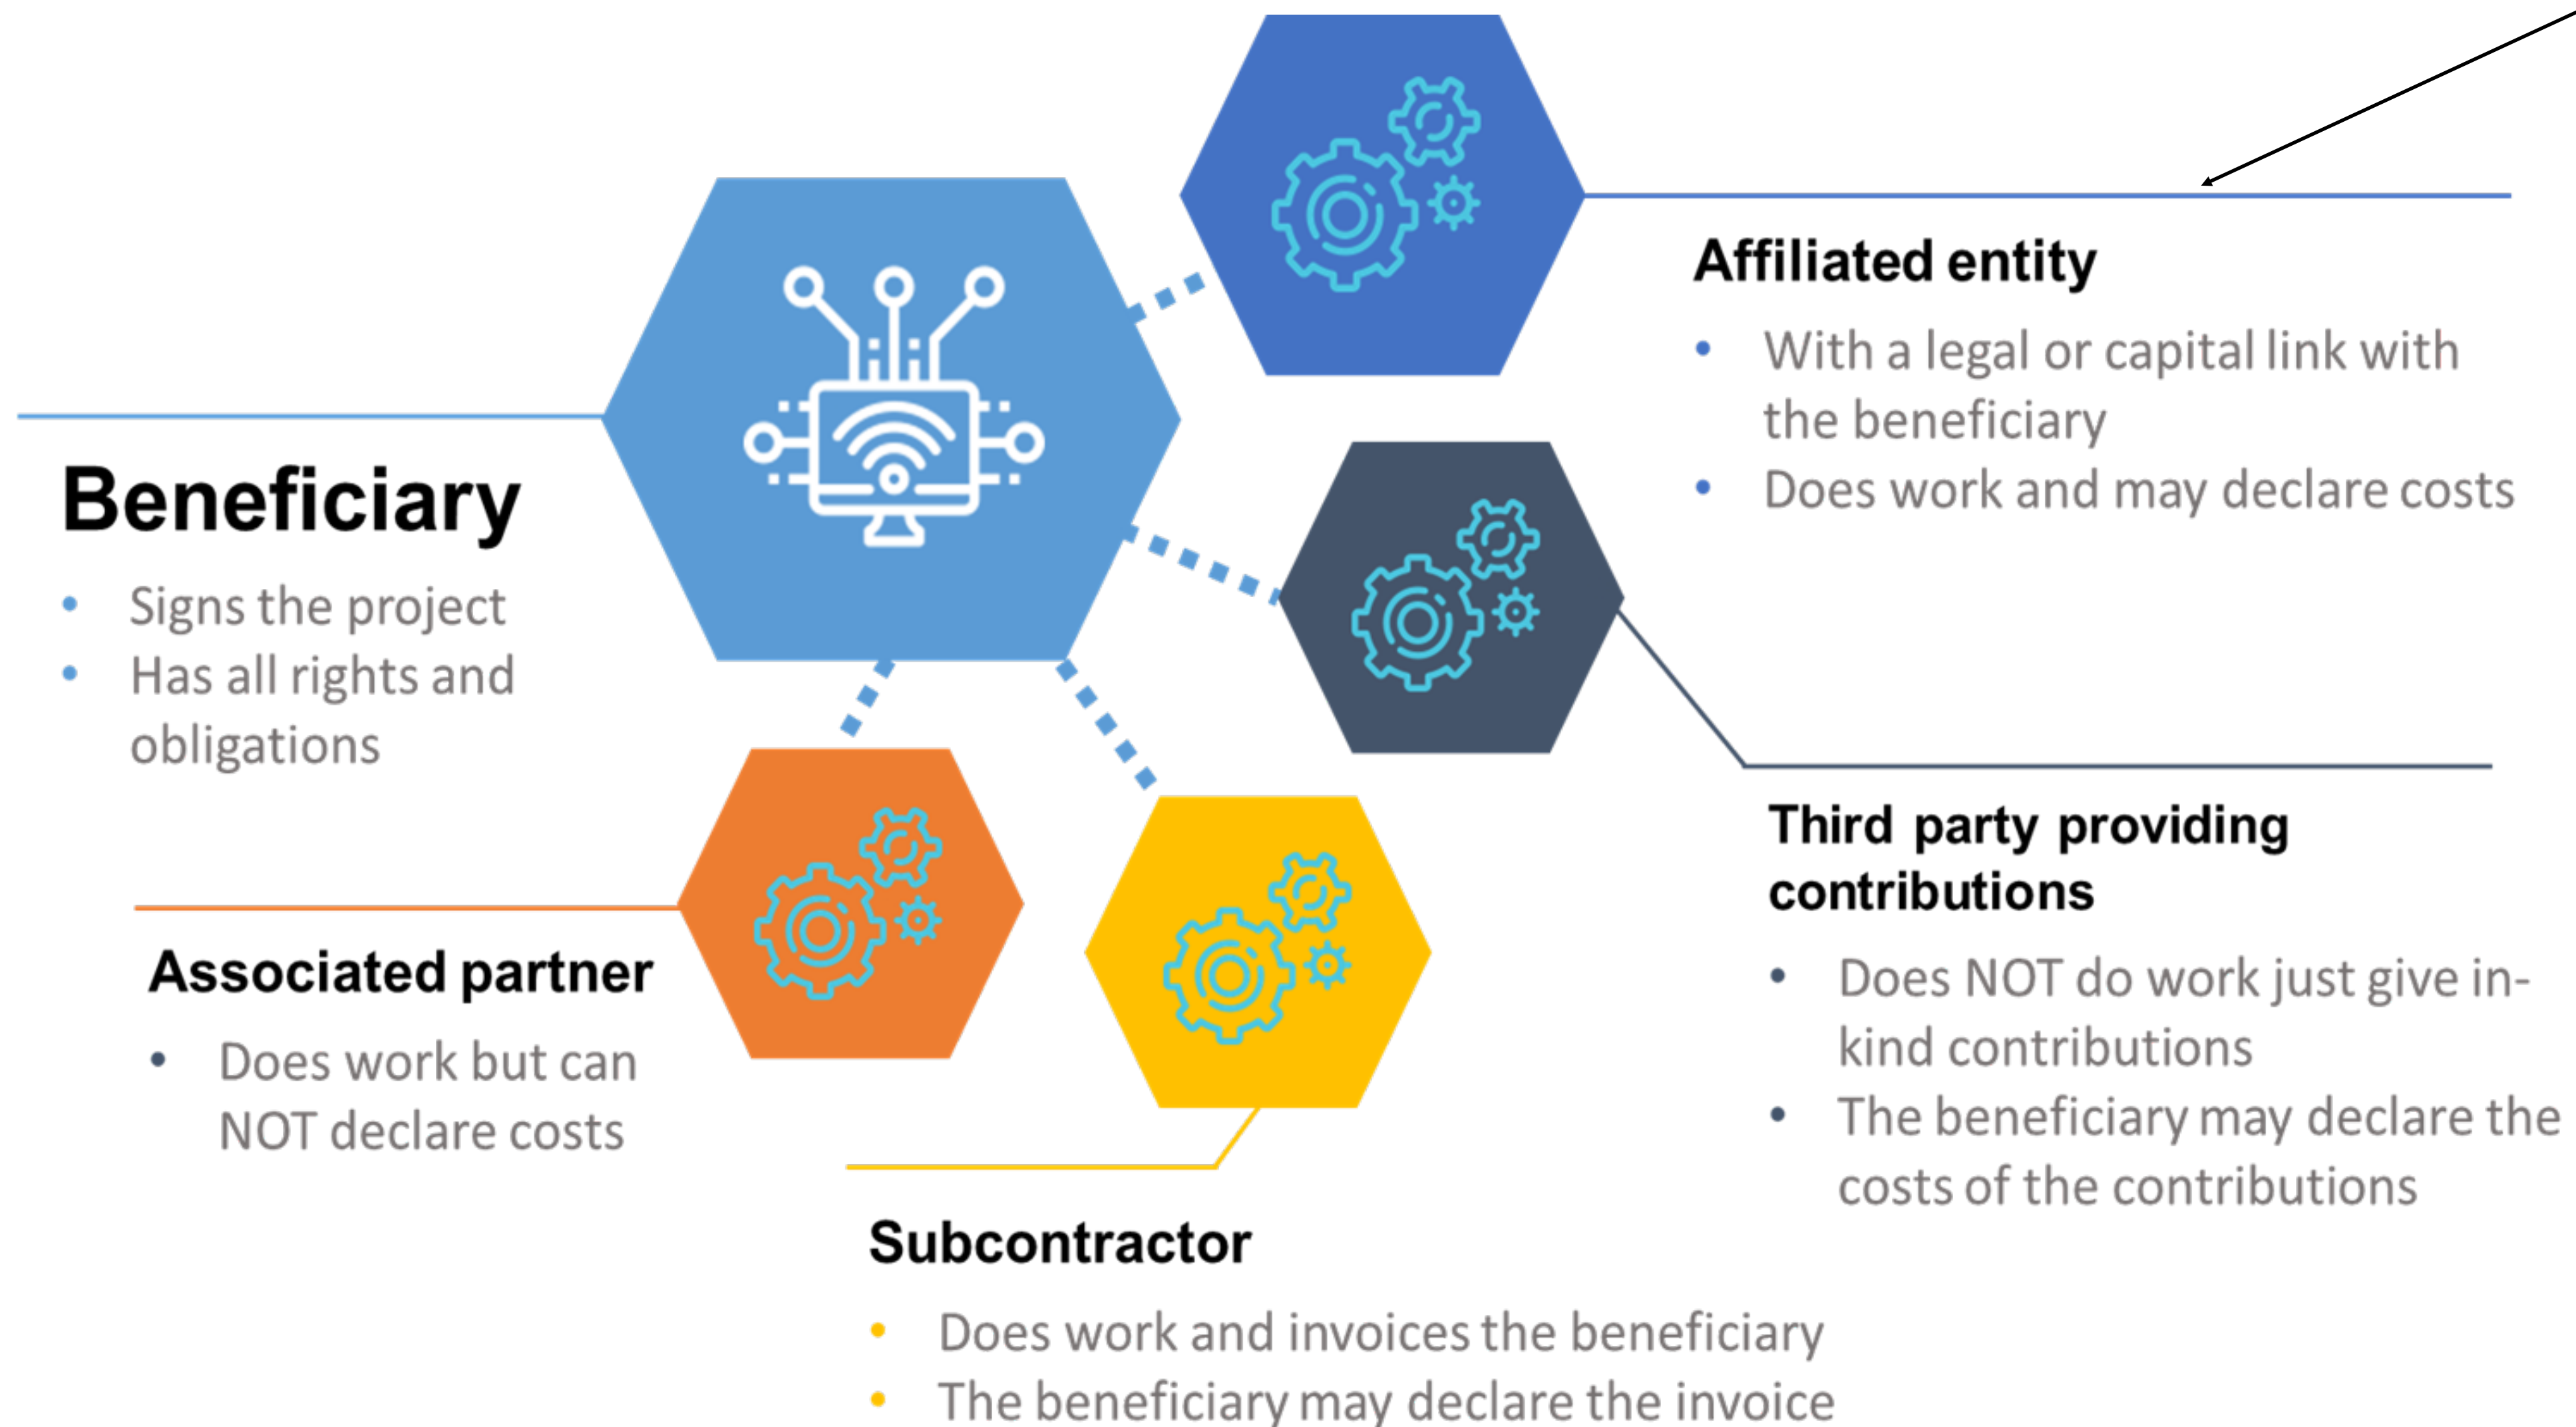 Beneficiary
• Signs the project
• Has all rights and
obligations
Affiliated entity
• With a legal or capital link with
the beneficiary
• Does work and may declare costs
Third party providing
contributions
• Does NOT do work just give in-
kind contributions
• The beneficiary may declare the
costs of the contributions
Associated partner
• Does work but can
NOT declare costs
Subcontractor
• Does work and invoices the beneficiary
• The beneficiary may declare the invoice